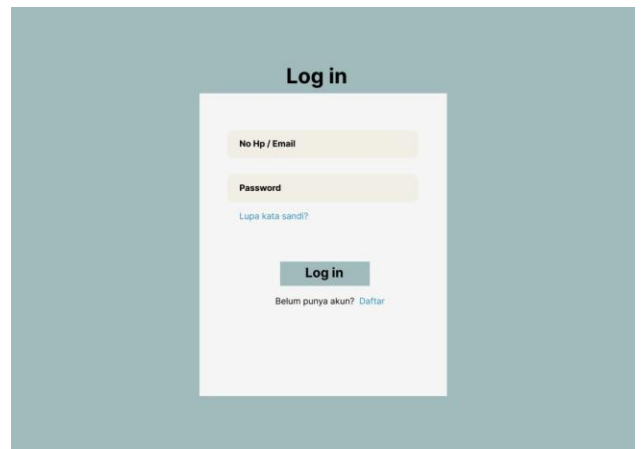 Log in
No Hp / Email
Password
Lupa kata sandi?
Log in
Belum punya akun? Daftar